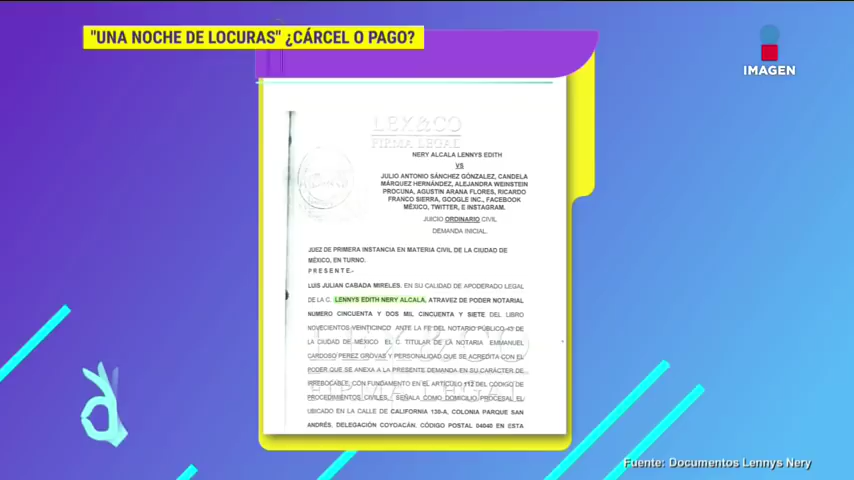 "UNA NOCHE DE LOCURAS" ¿CÁRCEL O PAGO?
IMAGEN
LEX&CO
FIRMA LEGAL
NERY ALCALA LENNYS EDITH
VS
JULIO ANTONIO SÁNCHEZ GÓNZALEZ, CANDELA
MÁRQUEZ HERNÁNDEZ, ALEJANDRA WEINSTEIN
PROCUNA, AGUSTIN ARANA FLORES, RICARDO
FRANCO SIERRA, GOOGLE INC., FACEBOOK
MÉXICO, TWITTER, E INSTAGRAM.
JUICIO ORDINARIO CIVIL
DEMANDA INICIAL.
JUEZ DE PRIMERA INSTANCIA EN MATERIA CIVIL DE LA CIUDAD DE
MÉXICO, EN TURNO.
P R E S E N T E.-
LUIS JULIAN CABADA MIRELES, EN SU CALIDAD DE APODERADO LEGAL
DE LA C. LENNYS EDITH NERY ALCALA, ATRAVEZ DE PODER NOTARIAL
NUMERO CINCUENTA Y DOS MIL CINCUENTA Y SIETE DEL LIBRO
NOVECIENTOS VEINTICINCO ANTE LA FE DEL NOTARIO PÚBLICO 43 DE
LA CIUDAD DE MÉXICO EL C. TITULAR DE LA NOTARIA EMMANUEL
CARDOSO PEREZ GROVAS Y PERSONALIDAD QUE SE ACREDITA CON EL
PODER QUE SE ANEXA A LA PRESENTE DEMANDA EN SU CARÁCTER DE
IRREBOCABLE, CON FUNDAMENTO EN EL ARTICULO 112 DEL CÓDIGO DE
PROCEDIMIENTOS CIVILES, SEÑALA COMO DOMICILIO PROCESAL EL
UBICADO EN LA CALLE DE CALIFORNIA 130-A, COLONIA PARQUE SAN
ANDRÉS, DELEGACIÓN COYOACÁN, CÓDIGO POSTAL 04040 EN ESTA
Fuente: Documentos Lennys Nery